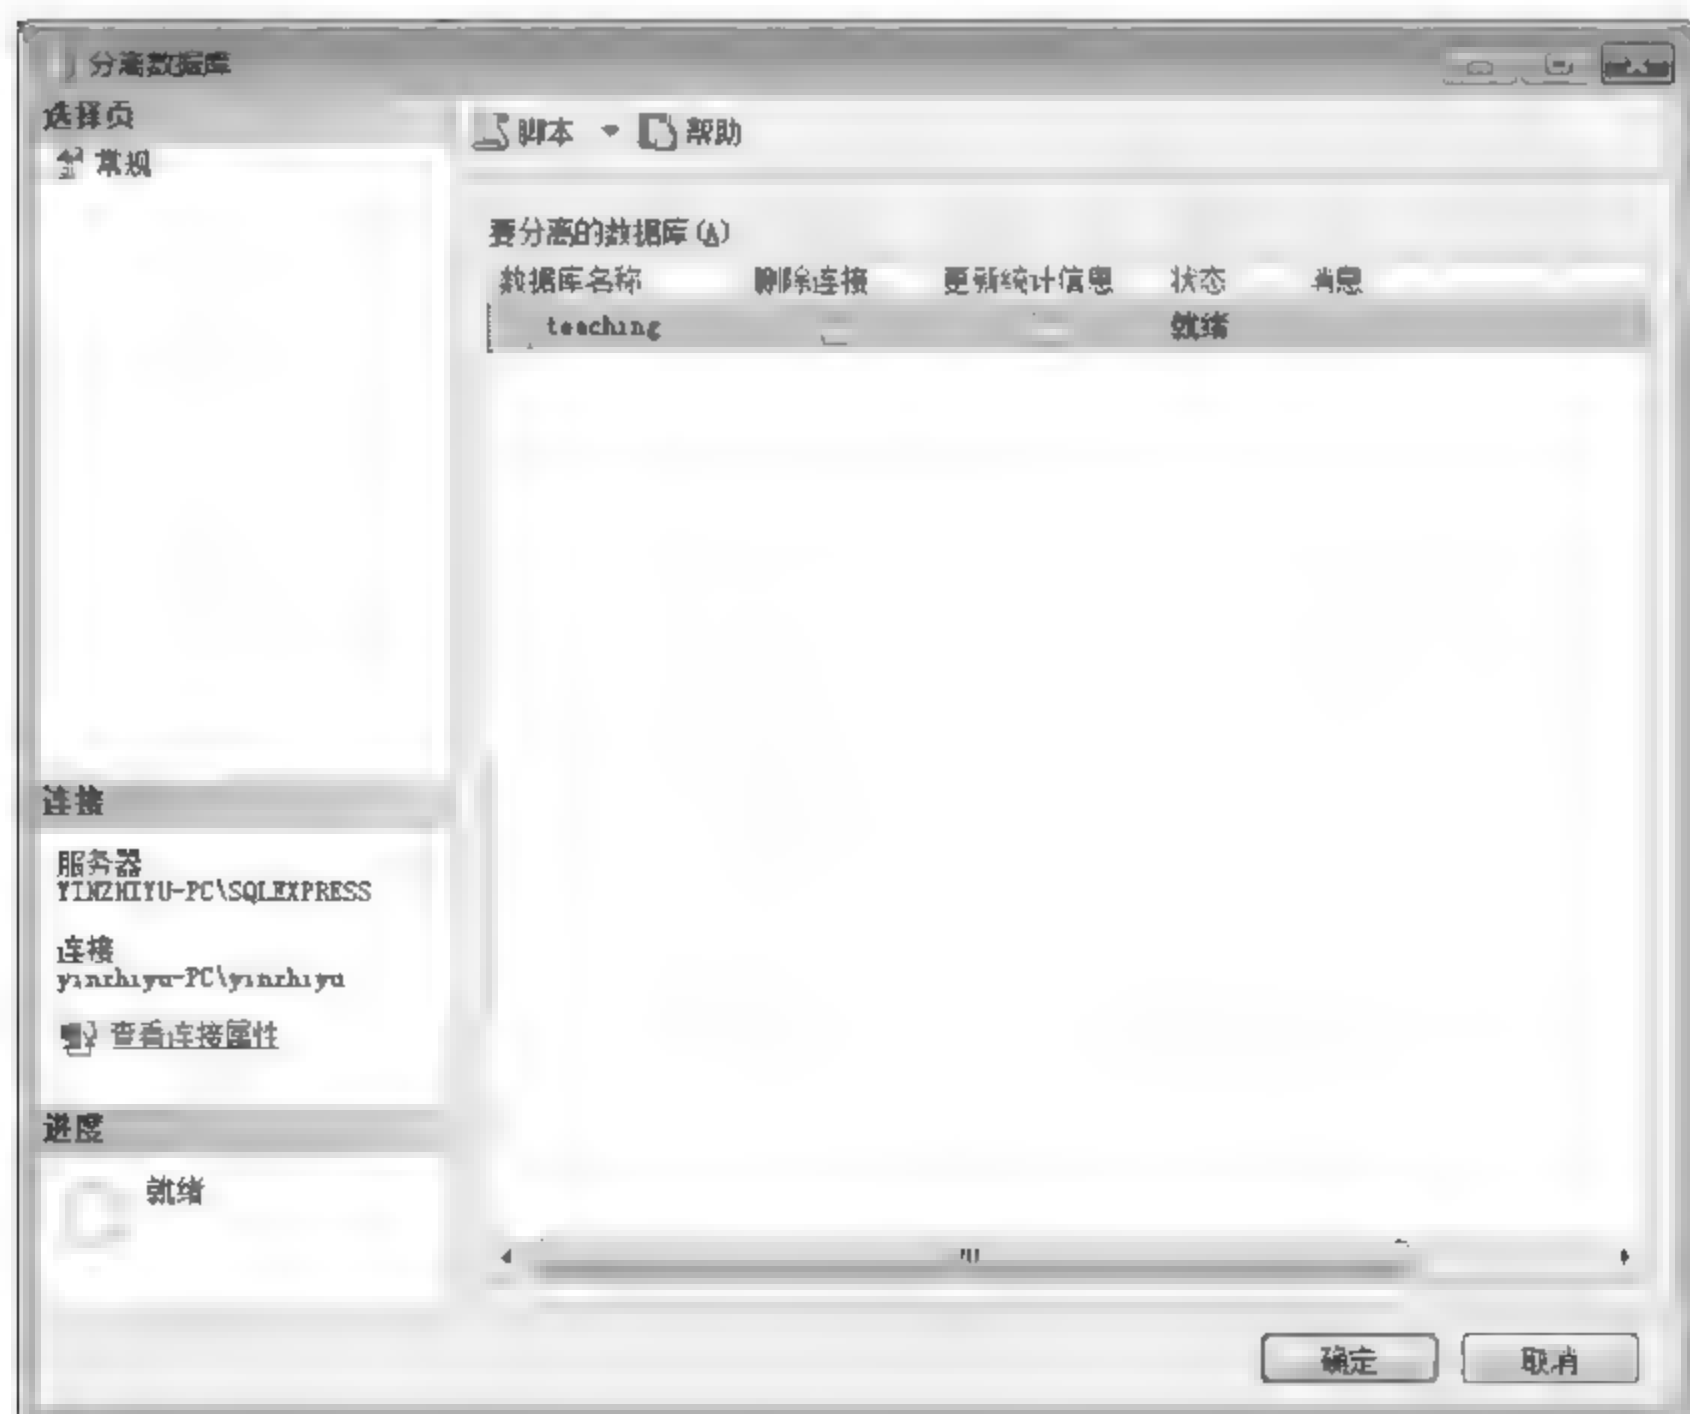 分离数据库
选择页
常规
脚本 帮助
要分离的数据库(A)
数据库名称 删除连接 更新统计信息 状态 消息
teaching 就绪
连接
服务器
YINZHIYU-PC\SQLEXPRESS
连接
yinzhiyu-PC\yinzhiyu
查看连接属性
进度
就绪
确定 取消